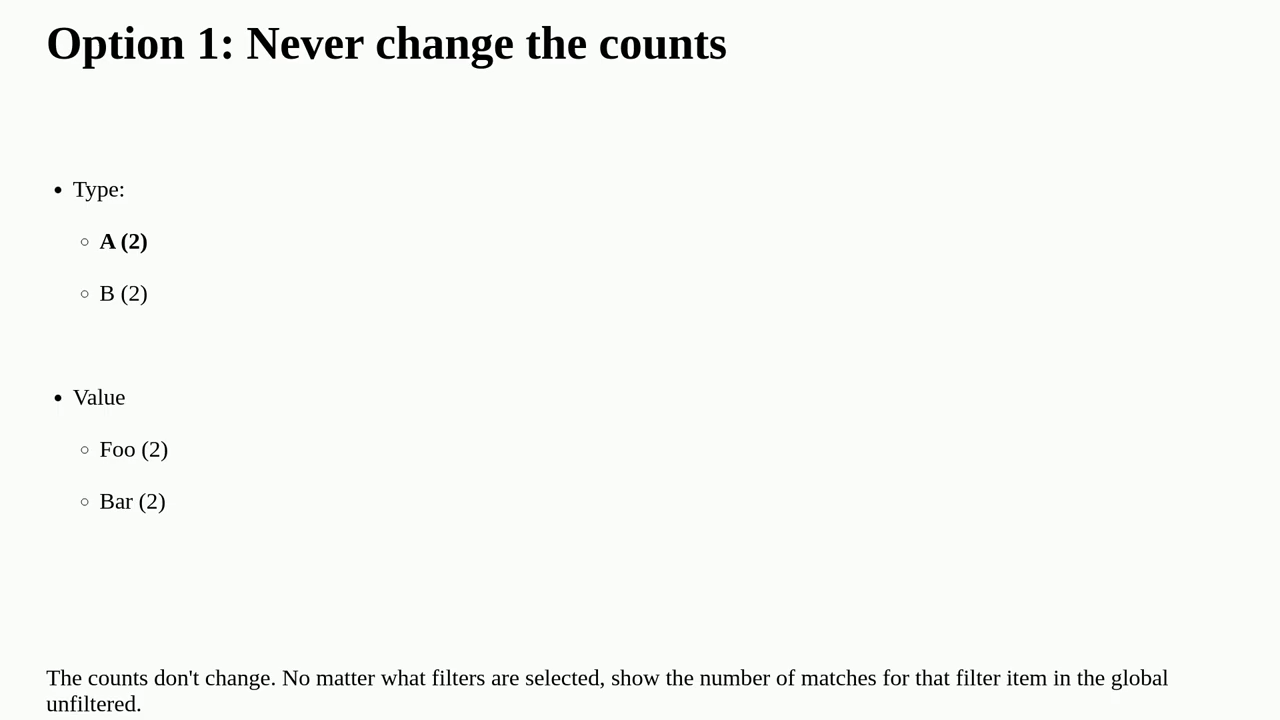 Option 1: Never change the counts
Type:
A (2)
B (2)
Value
Foo (2)
Bar (2)
The counts don't change. No matter what filters are selected, show the number of matches for that filter item in the global
unfiltered.